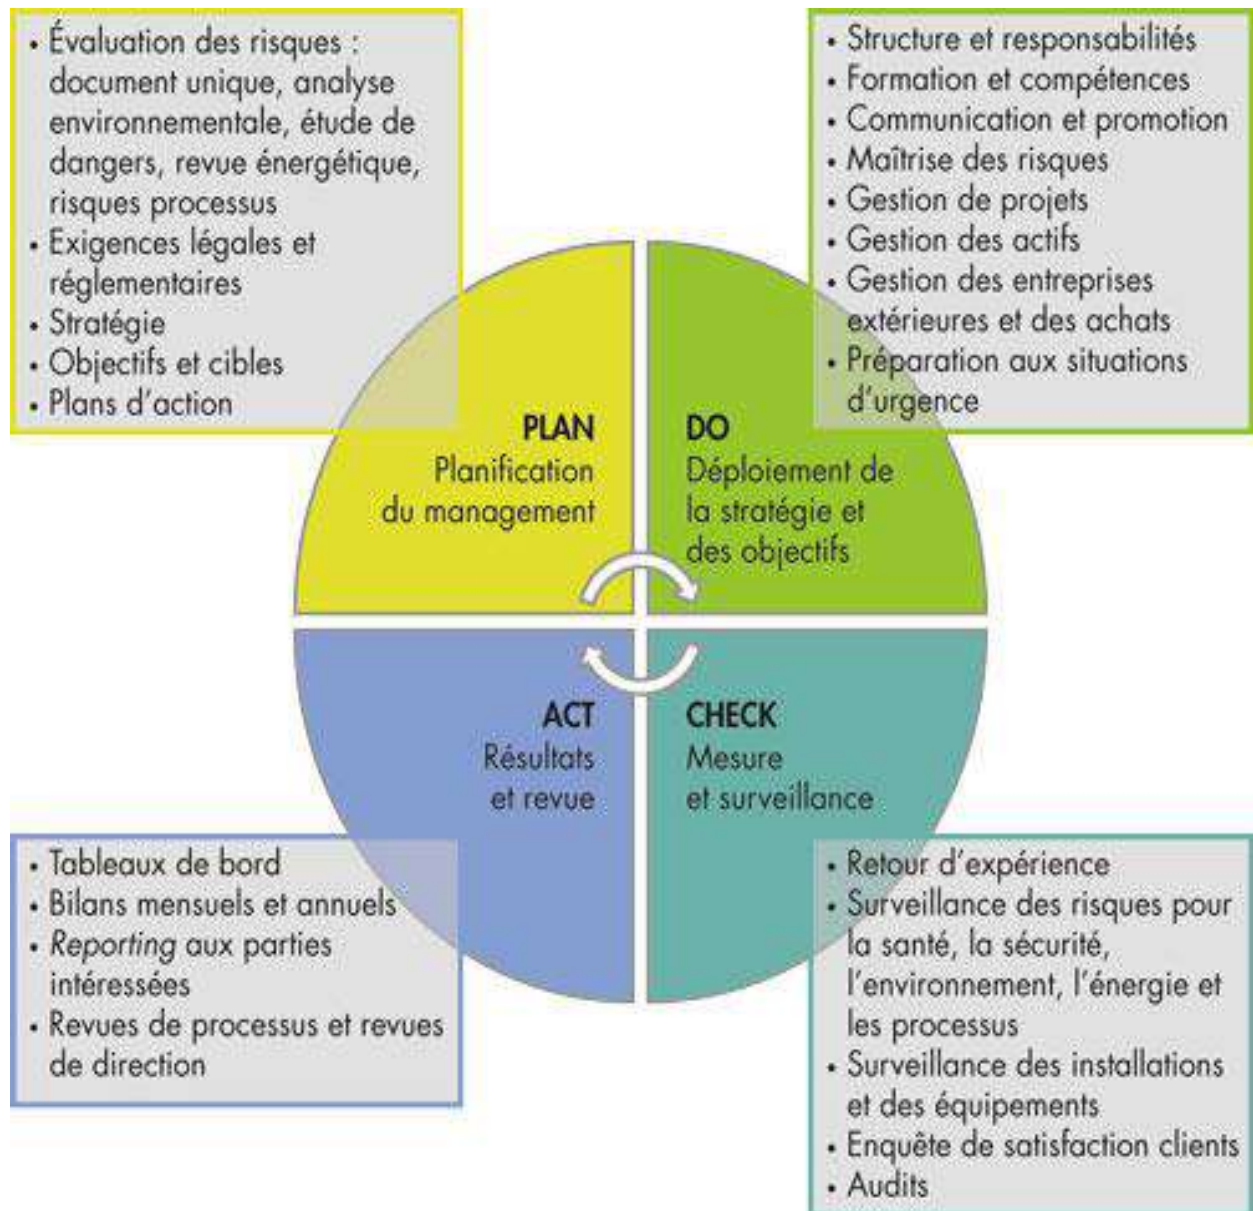 • Évaluation des risques :
document unique, analyse
environnementale, étude de
dangers, revue énergétique,
risques processus
• Exigences légales et
réglementaires
• Stratégie
• Objectifs et cibles
• Plans d'action
• Structure et responsabilités
• Formation et compétences
• Communication et promotion
• Maîtrise des risques
• Gestion de projets
• Gestion des actifs
• Gestion des entreprises
extérieures et des achats
• Préparation aux situations
d'urgence
PLAN
Planification
du management
DO
Déploiement de
la stratégie et
des objectifs
ACT
Résultats
et revue
CHECK
Mesure
et surveillance
• Tableaux de bord
• Bilans mensuels et annuels
• Reporting aux parties
intéressées
• Revues de processus et revues
de direction
• Retour d'expérience
• Surveillance des risques pour
la santé, la sécurité,
l'environnement, l'énergie et
les processus
• Surveillance des installations
et des équipements
• Enquête de satisfaction clients
• Audits